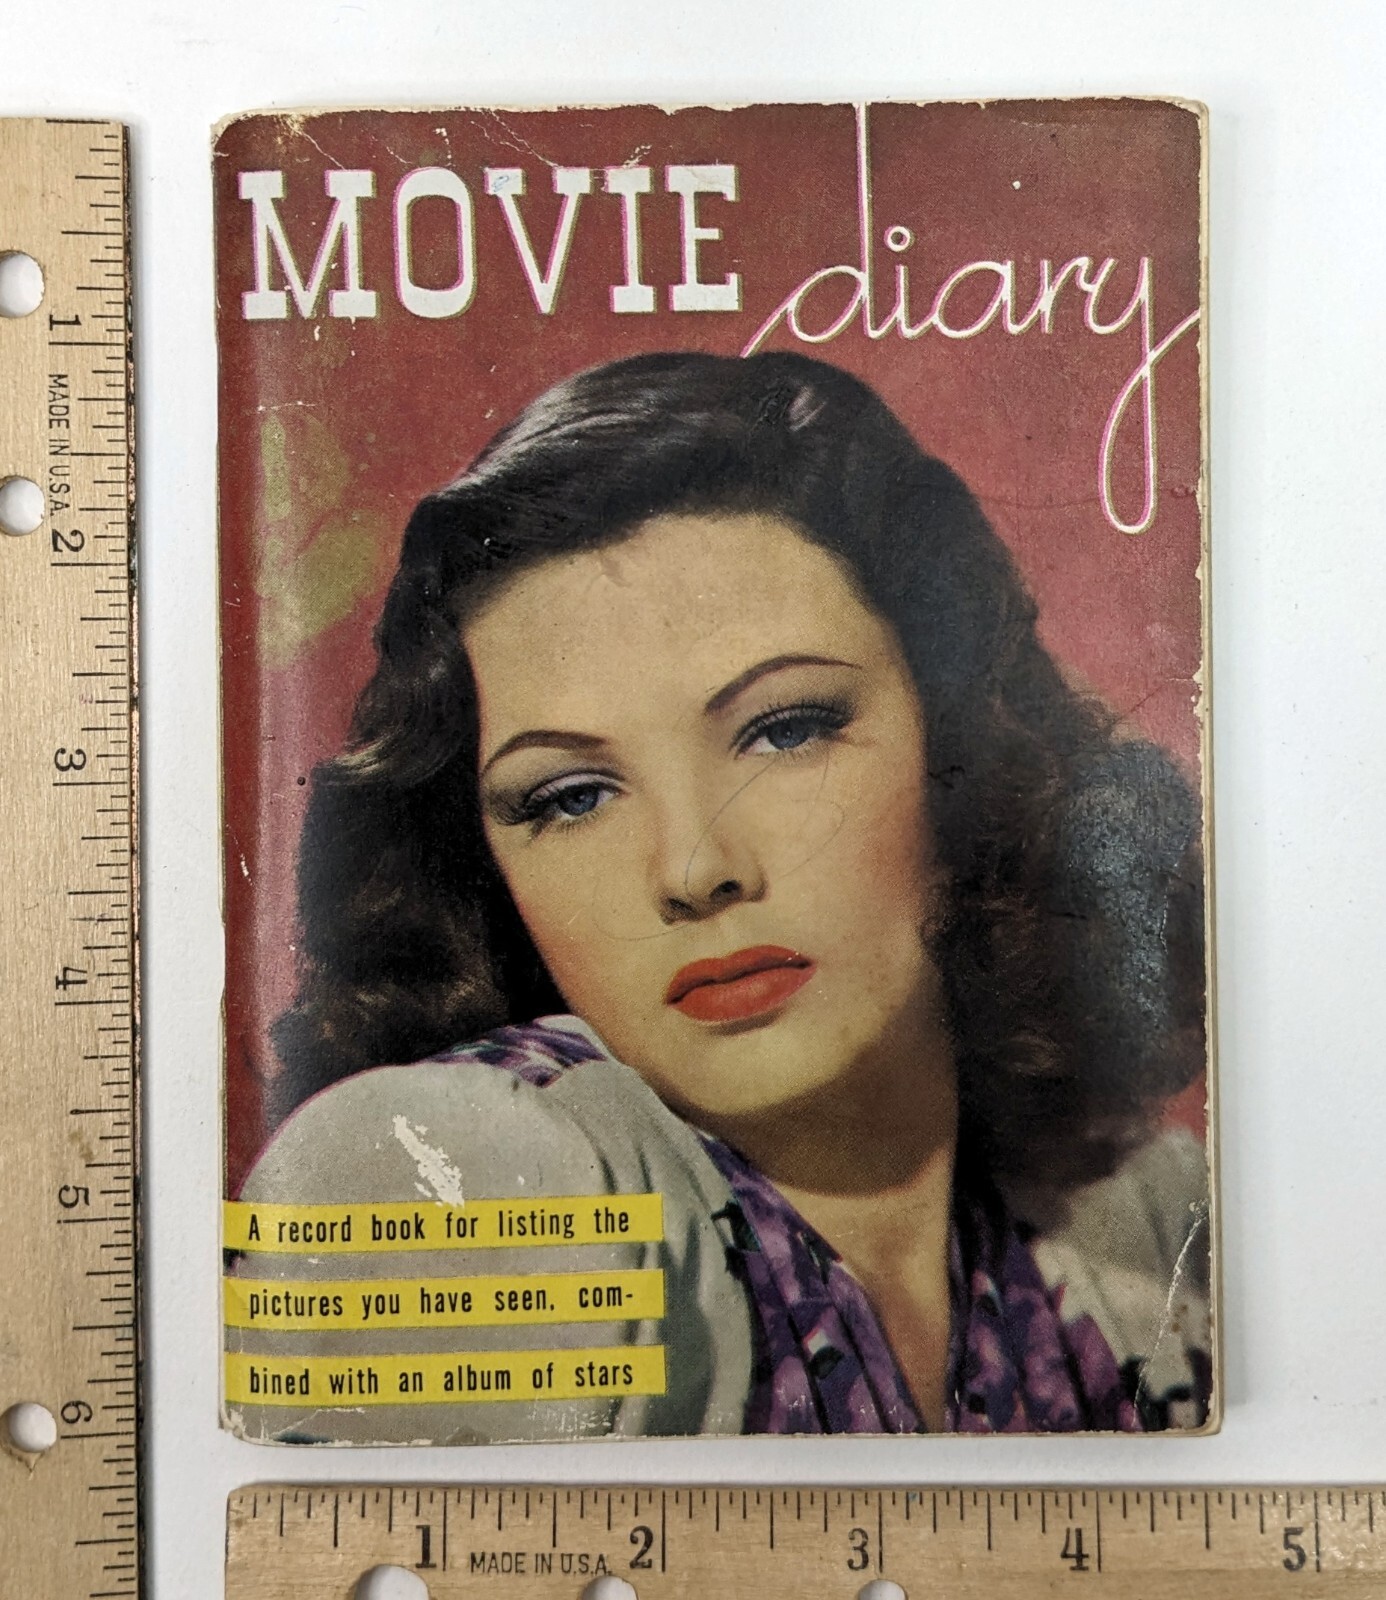 MOVIE
diary
A record book for listing the
pictures you have seen, com-
bined with an album of stars
1
MADE IN U.S.A.
2
3
4
5
6
1 MADE IN U.S.A. 2 3 4 5